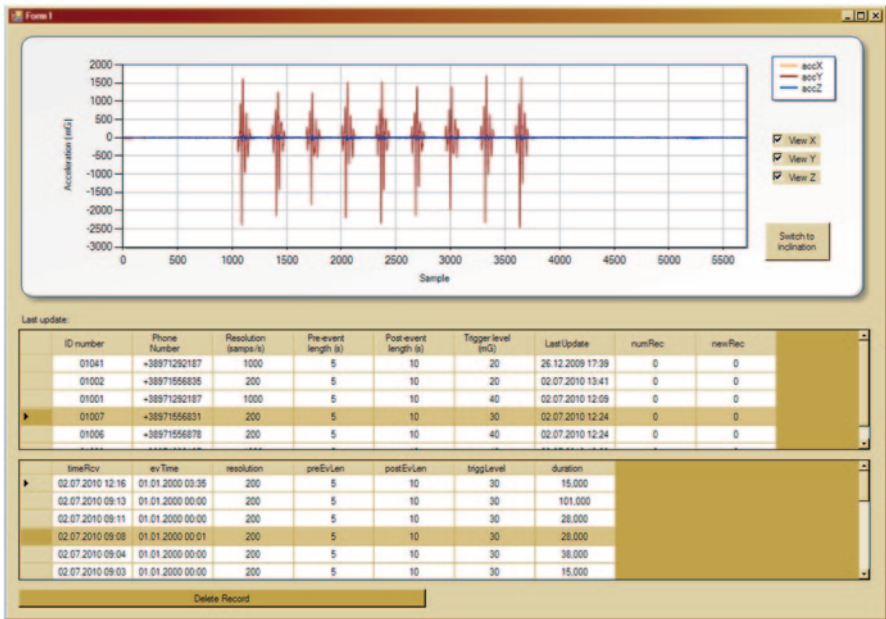 Form1
2000
1500
1000
500
0
-500
-1000
-1500
-2000
-2500
-3000
Acceleration (mG)
0 500 1000 1500 2000 2500 3000 3500 4000 4500 5000 5500
Sample
accX
accY
accZ
View X
View Y
View Z
Switch to
inclination
Last update:
ID number Phone Number Resolution (samps/s) Pre-event length (s) Post-event length (s) Trigger level (mG) LastUpdate numRec newRec
01041 +38971292187 1000 5 10 20 26.12.2009 17:39 0 0
01002 +38971556835 200 5 10 20 02.07.2010 13:41 0 0
01001 +38971292187 1000 5 10 40 02.07.2010 12:09 0 0
01007 +38971556831 200 5 10 30 02.07.2010 12:24 0 0
01006 +38971556878 200 5 10 40 02.07.2010 12:24 0 0
timeRcv evTime resolution preEvLen postEvLen triggLevel duration
02.07.2010 12:16 01.01.2000 03:35 200 5 10 30 15,000
02.07.2010 09:13 01.01.2000 00:00 200 5 10 30 101,000
02.07.2010 09:11 01.01.2000 00:00 200 5 10 30 28,000
02.07.2010 09:08 01.01.2000 00:01 200 5 10 30 28,000
02.07.2010 09:04 01.01.2000 00:00 200 5 10 30 38,000
02.07.2010 09:03 01.01.2000 00:00 200 5 10 30 15,000
Delete Record